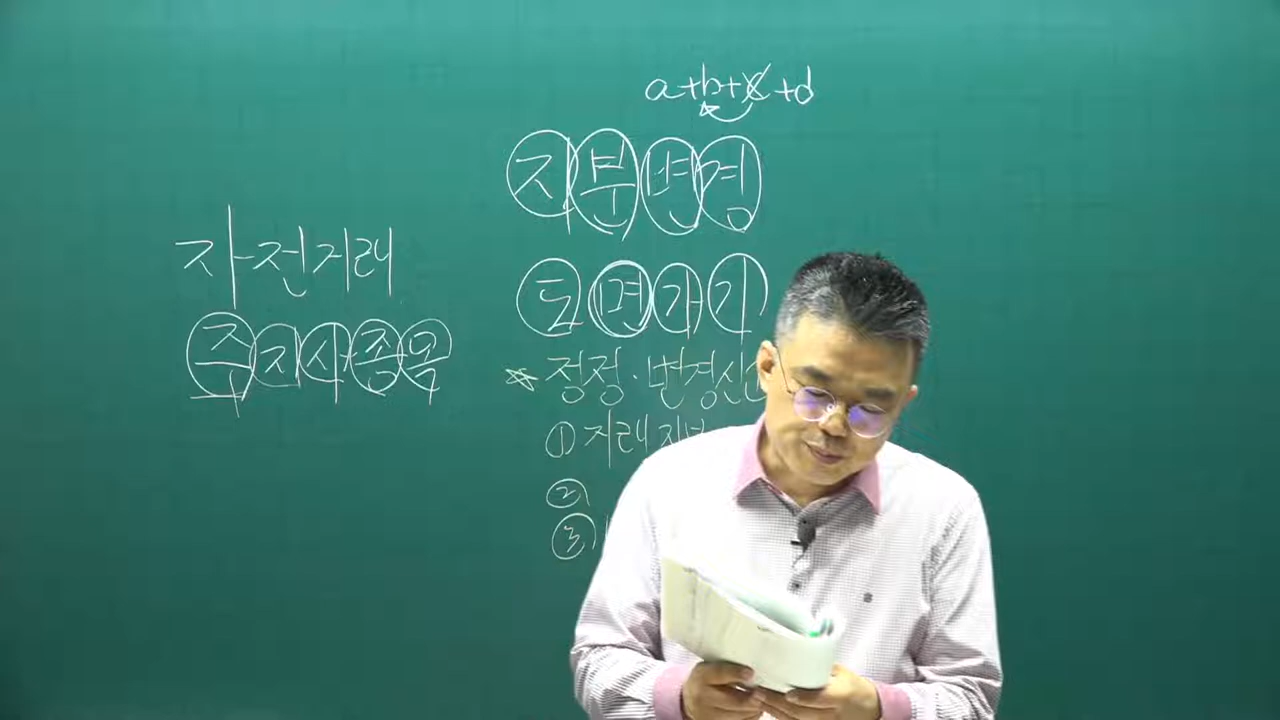 a+b+c+d
지분변경
자전거래
도면가기
주지사종목
* 정정·변경신
① 거래 지
②
③